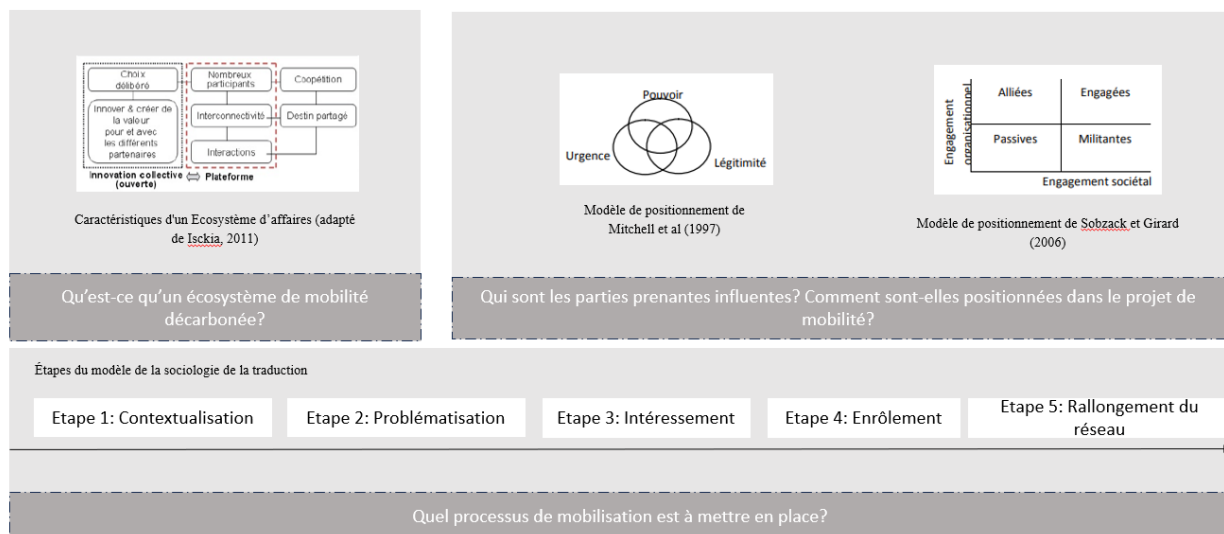 Choix
délibéré
Nombreux
participants
Coopétition
Innover & créer de
la valeur
pour et avec
les différents
partenaires
Interconnectivité
Destin partagé
Interactions
Innovation collective
(ouverte)
Plateforme
Caractéristiques d'un Ecosystème d'affaires (adapté
de Isckia, 2011)
Qu'est-ce qu'un écosystème de mobilité
décarbonée?
Pouvoir
Urgence
Légitimité
Modèle de positionnement de
Mitchell et al (1997)
Engagement
organisationnel
Alliées
Engagées
Passives
Militantes
Engagement sociétal
Modèle de positionnement de Sobzack et Girard
(2006)
Qui sont les parties prenantes influentes? Comment sont-elles positionnées dans le projet de
mobilité?
Étapes du modèle de la sociologie de la traduction
Etape 1: Contextualisation
Etape 2: Problématisation
Etape 3: Intéressement
Etape 4: Enrôlement
Etape 5: Rallongement du
réseau
Quel processus de mobilisation est à mettre en place?